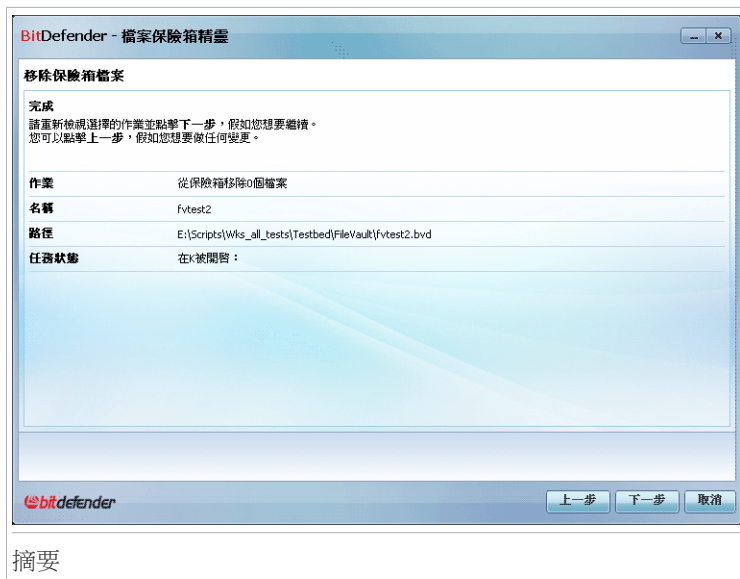 BitDefender - 檔案保險箱精靈
移除保險箱檔案
完成
請重新檢視選擇的作業並點擊下一步，假如您想要繼續。
您可以點擊上一步，假如您想要做任何變更。
作業 從保險箱移除0個檔案
名稱 fvtest2
路徑 E:\Scripts\Wks_all_tests\Testbed\FileVault\fvtest2.bvd
任務狀態 在K被開啓：
bitdefender
上一步 下一步 取消
摘要